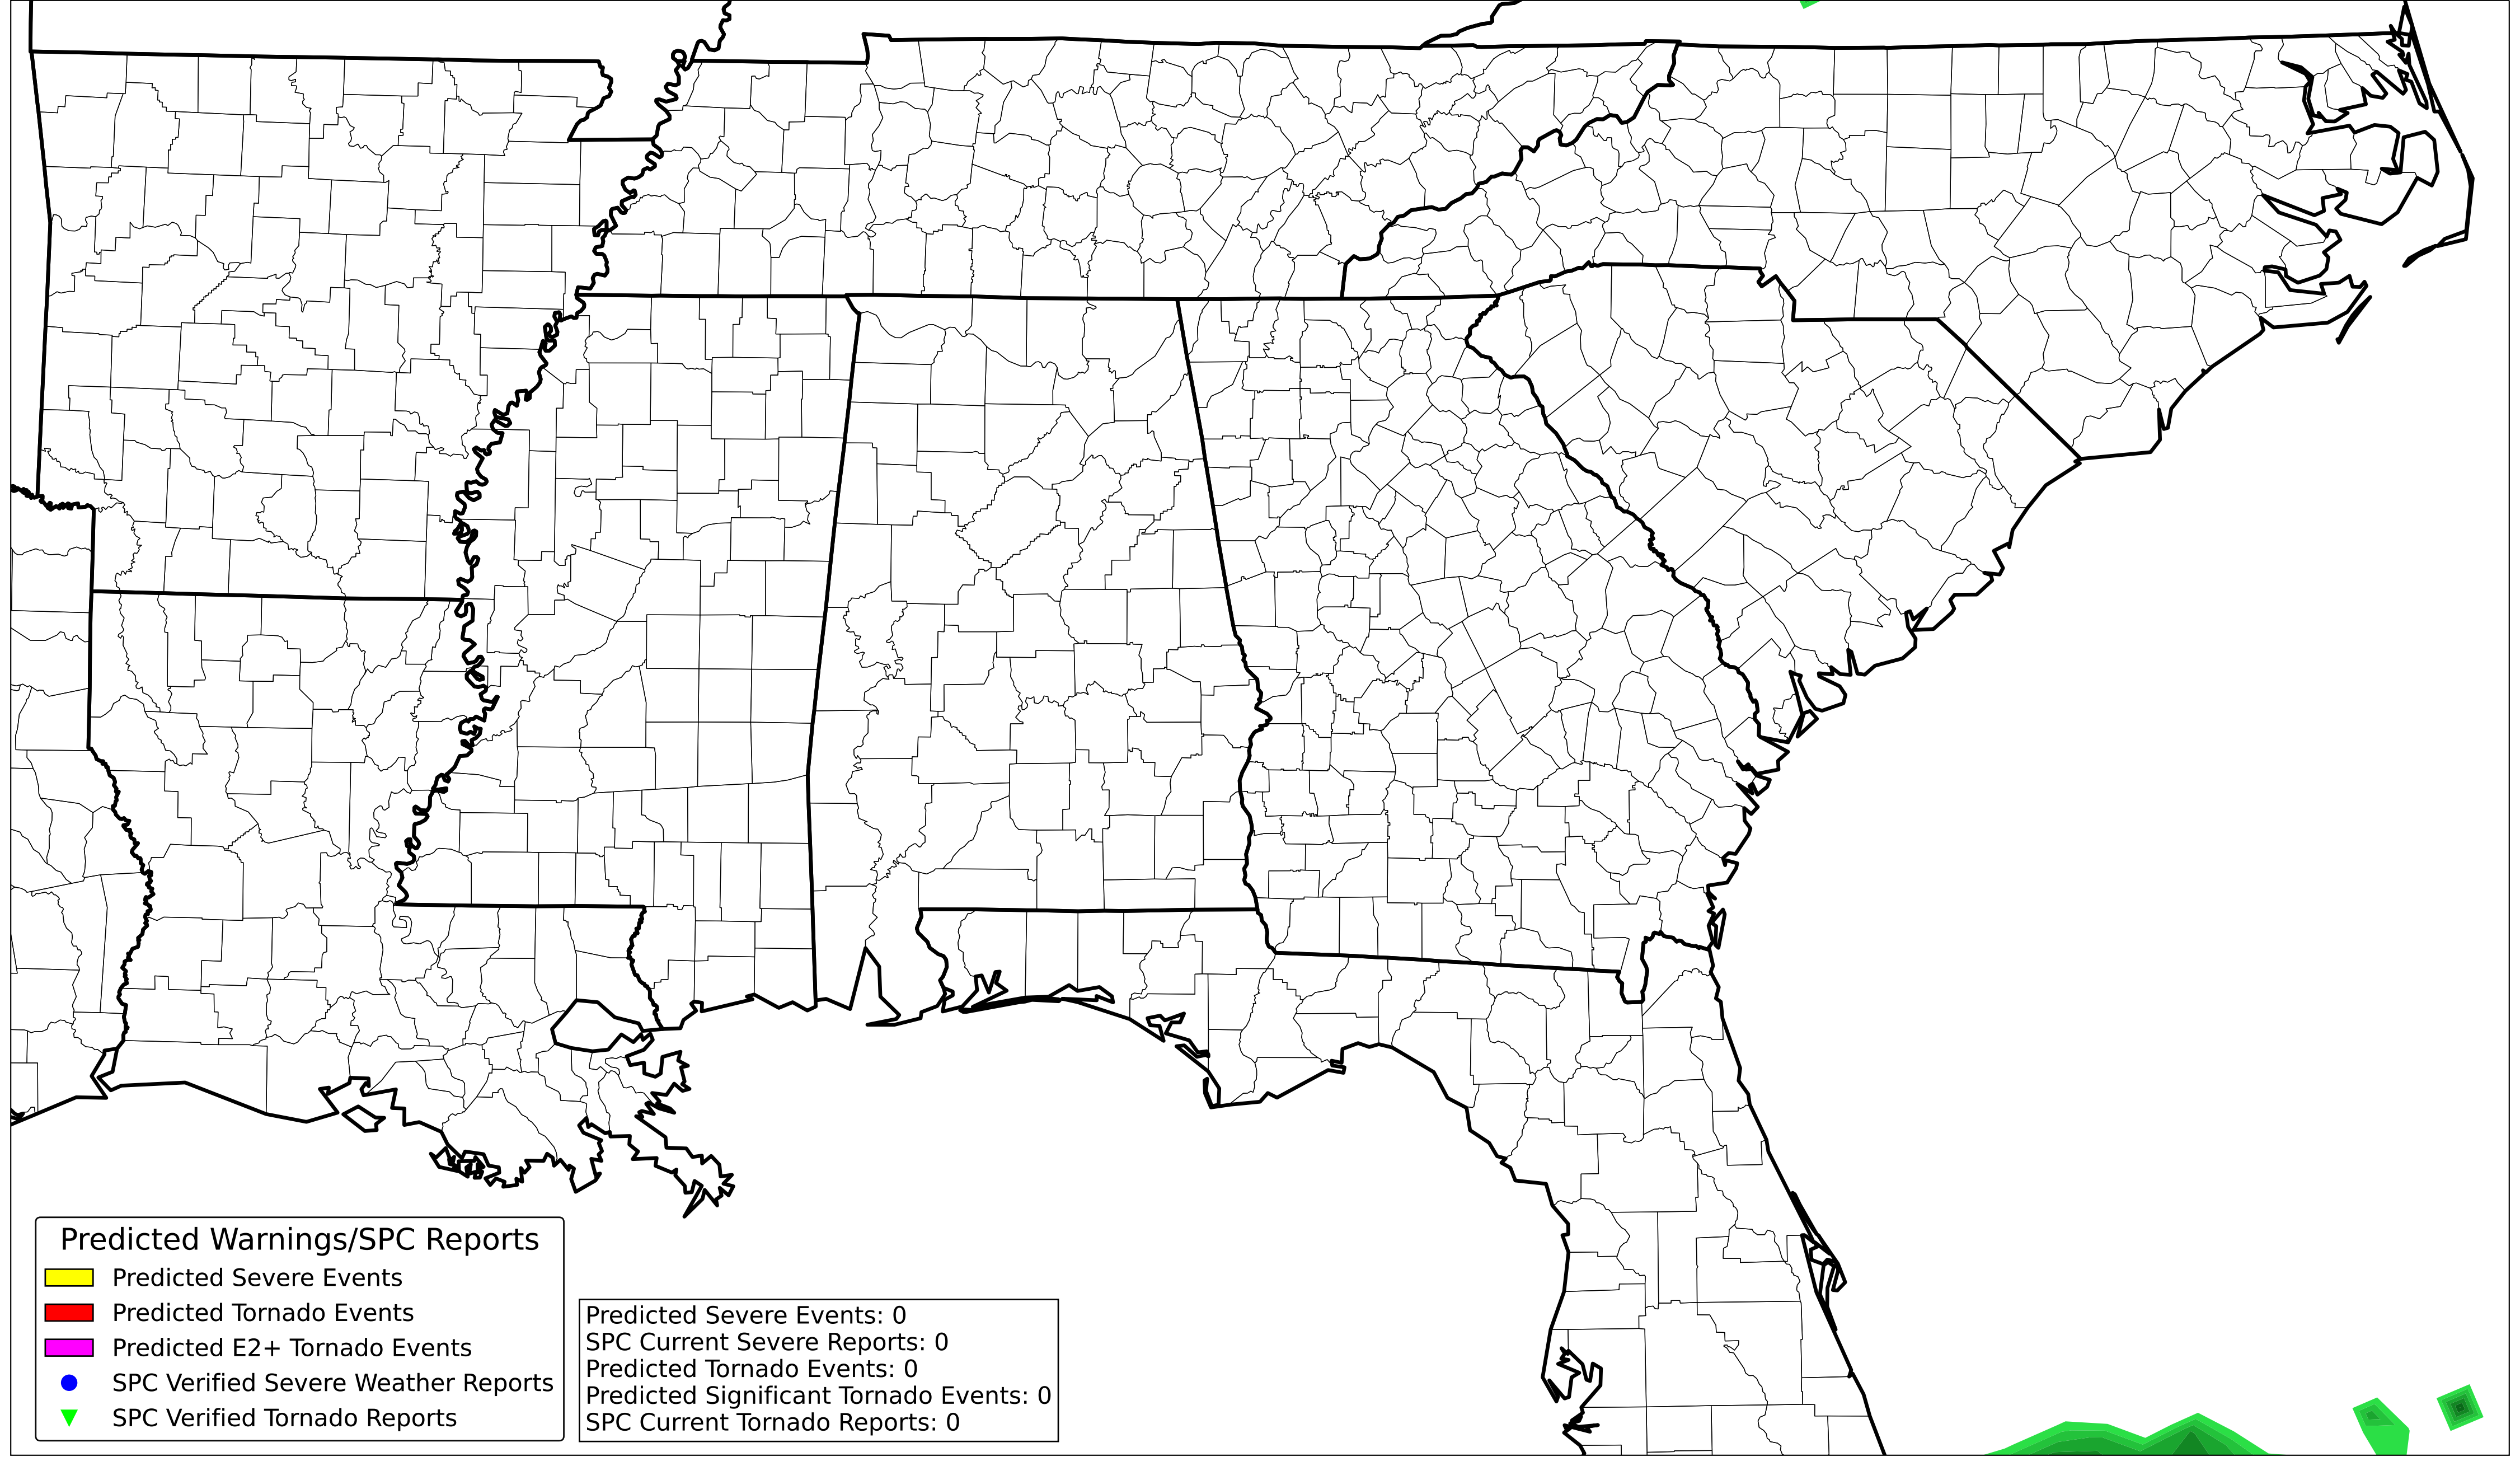 Predicted Warnings/SPC Reports
Predicted Severe Events
Predicted Tornado Events
Predicted E2+ Tornado Events
SPC Verified Severe Weather Reports
SPC Verified Tornado Reports
Predicted Severe Events: 0
SPC Current Severe Reports: 0
Predicted Tornado Events: 0
Predicted Significant Tornado Events: 0
SPC Current Tornado Reports: 0